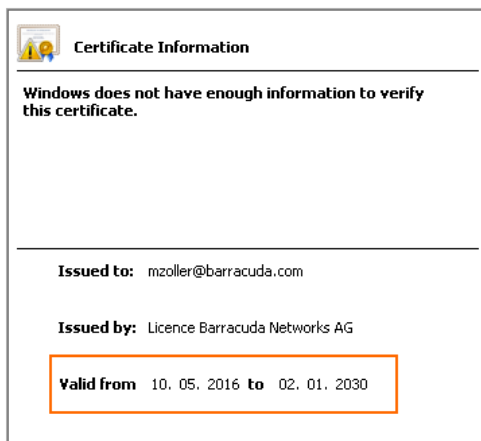 Certificate Information
Windows does not have enough information to verify
this certificate.
Issued to: mzoller@barracuda.com
Issued by: Licence Barracuda Networks AG
Valid from 10. 05. 2016 to 02. 01. 2030